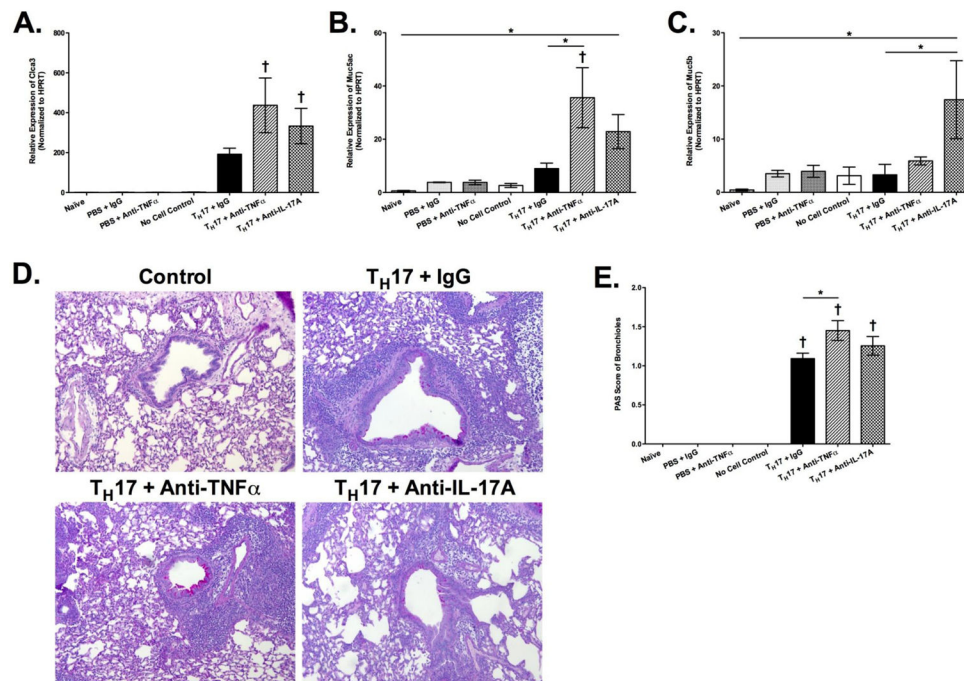 A.
Relative Expression of Clca3
(Normalized to HPRT)
800
600
400
200
0
†
†
Naïve
PBS + IgG
PBS + Anti-TNFα
No Cell Control
TH17 + IgG
TH17 + Anti-TNFα
TH17 + Anti-IL-17A
B.
Relative Expression of Muc5ac
(Normalized to HPRT)
60
40
20
0
*
*
†
Naïve
PBS + IgG
PBS + Anti-TNFα
No Cell Control
TH17 + IgG
TH17 + Anti-TNFα
TH17 + Anti-IL-17A
C.
Relative Expression of Muc5b
(Normalized to HPRT)
30
20
10
0
*
*
Naïve
PBS + IgG
PBS + Anti-TNFα
No Cell Control
TH17 + IgG
TH17 + Anti-TNFα
TH17 + Anti-IL-17A
D.
Control
TH17 + IgG
TH17 + Anti-TNFα
TH17 + Anti-IL-17A
E.
PAS Score of Bronchioles
2.0
1.5
1.0
0.5
0.0
*
†
†
†
Naïve
PBS + IgG
PBS + Anti-TNFα
No Cell Control
TH17 + IgG
TH17 + Anti-TNFα
TH17 + Anti-IL-17A